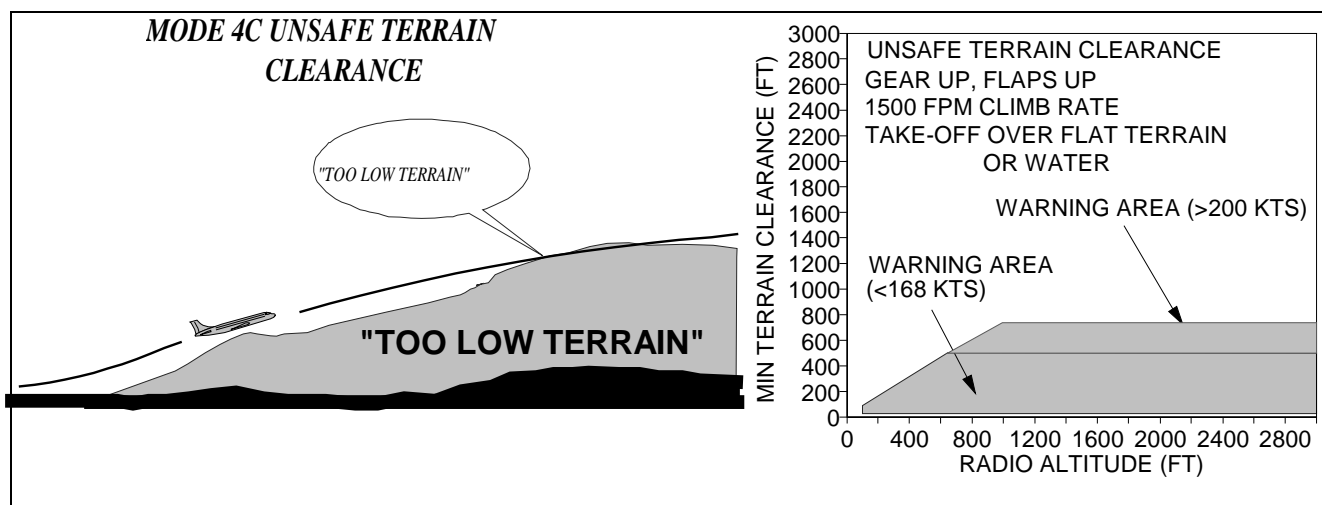 MODE 4C UNSAFE TERRAIN
CLEARANCE
"TOO LOW TERRAIN"
"TOO LOW TERRAIN"
MIN TERRAIN CLEARANCE (FT)
3000
2800
2600
2400
2200
2000
1800
1600
1400
1200
1000
800
600
400
200
0
UNSAFE TERRAIN CLEARANCE
GEAR UP, FLAPS UP
1500 FPM CLIMB RATE
TAKE-OFF OVER FLAT TERRAIN
OR WATER
WARNING AREA (>200 KTS)
WARNING AREA
(<168 KTS)
0 400 800 1200 1600 2000 2400 2800
RADIO ALTITUDE (FT)